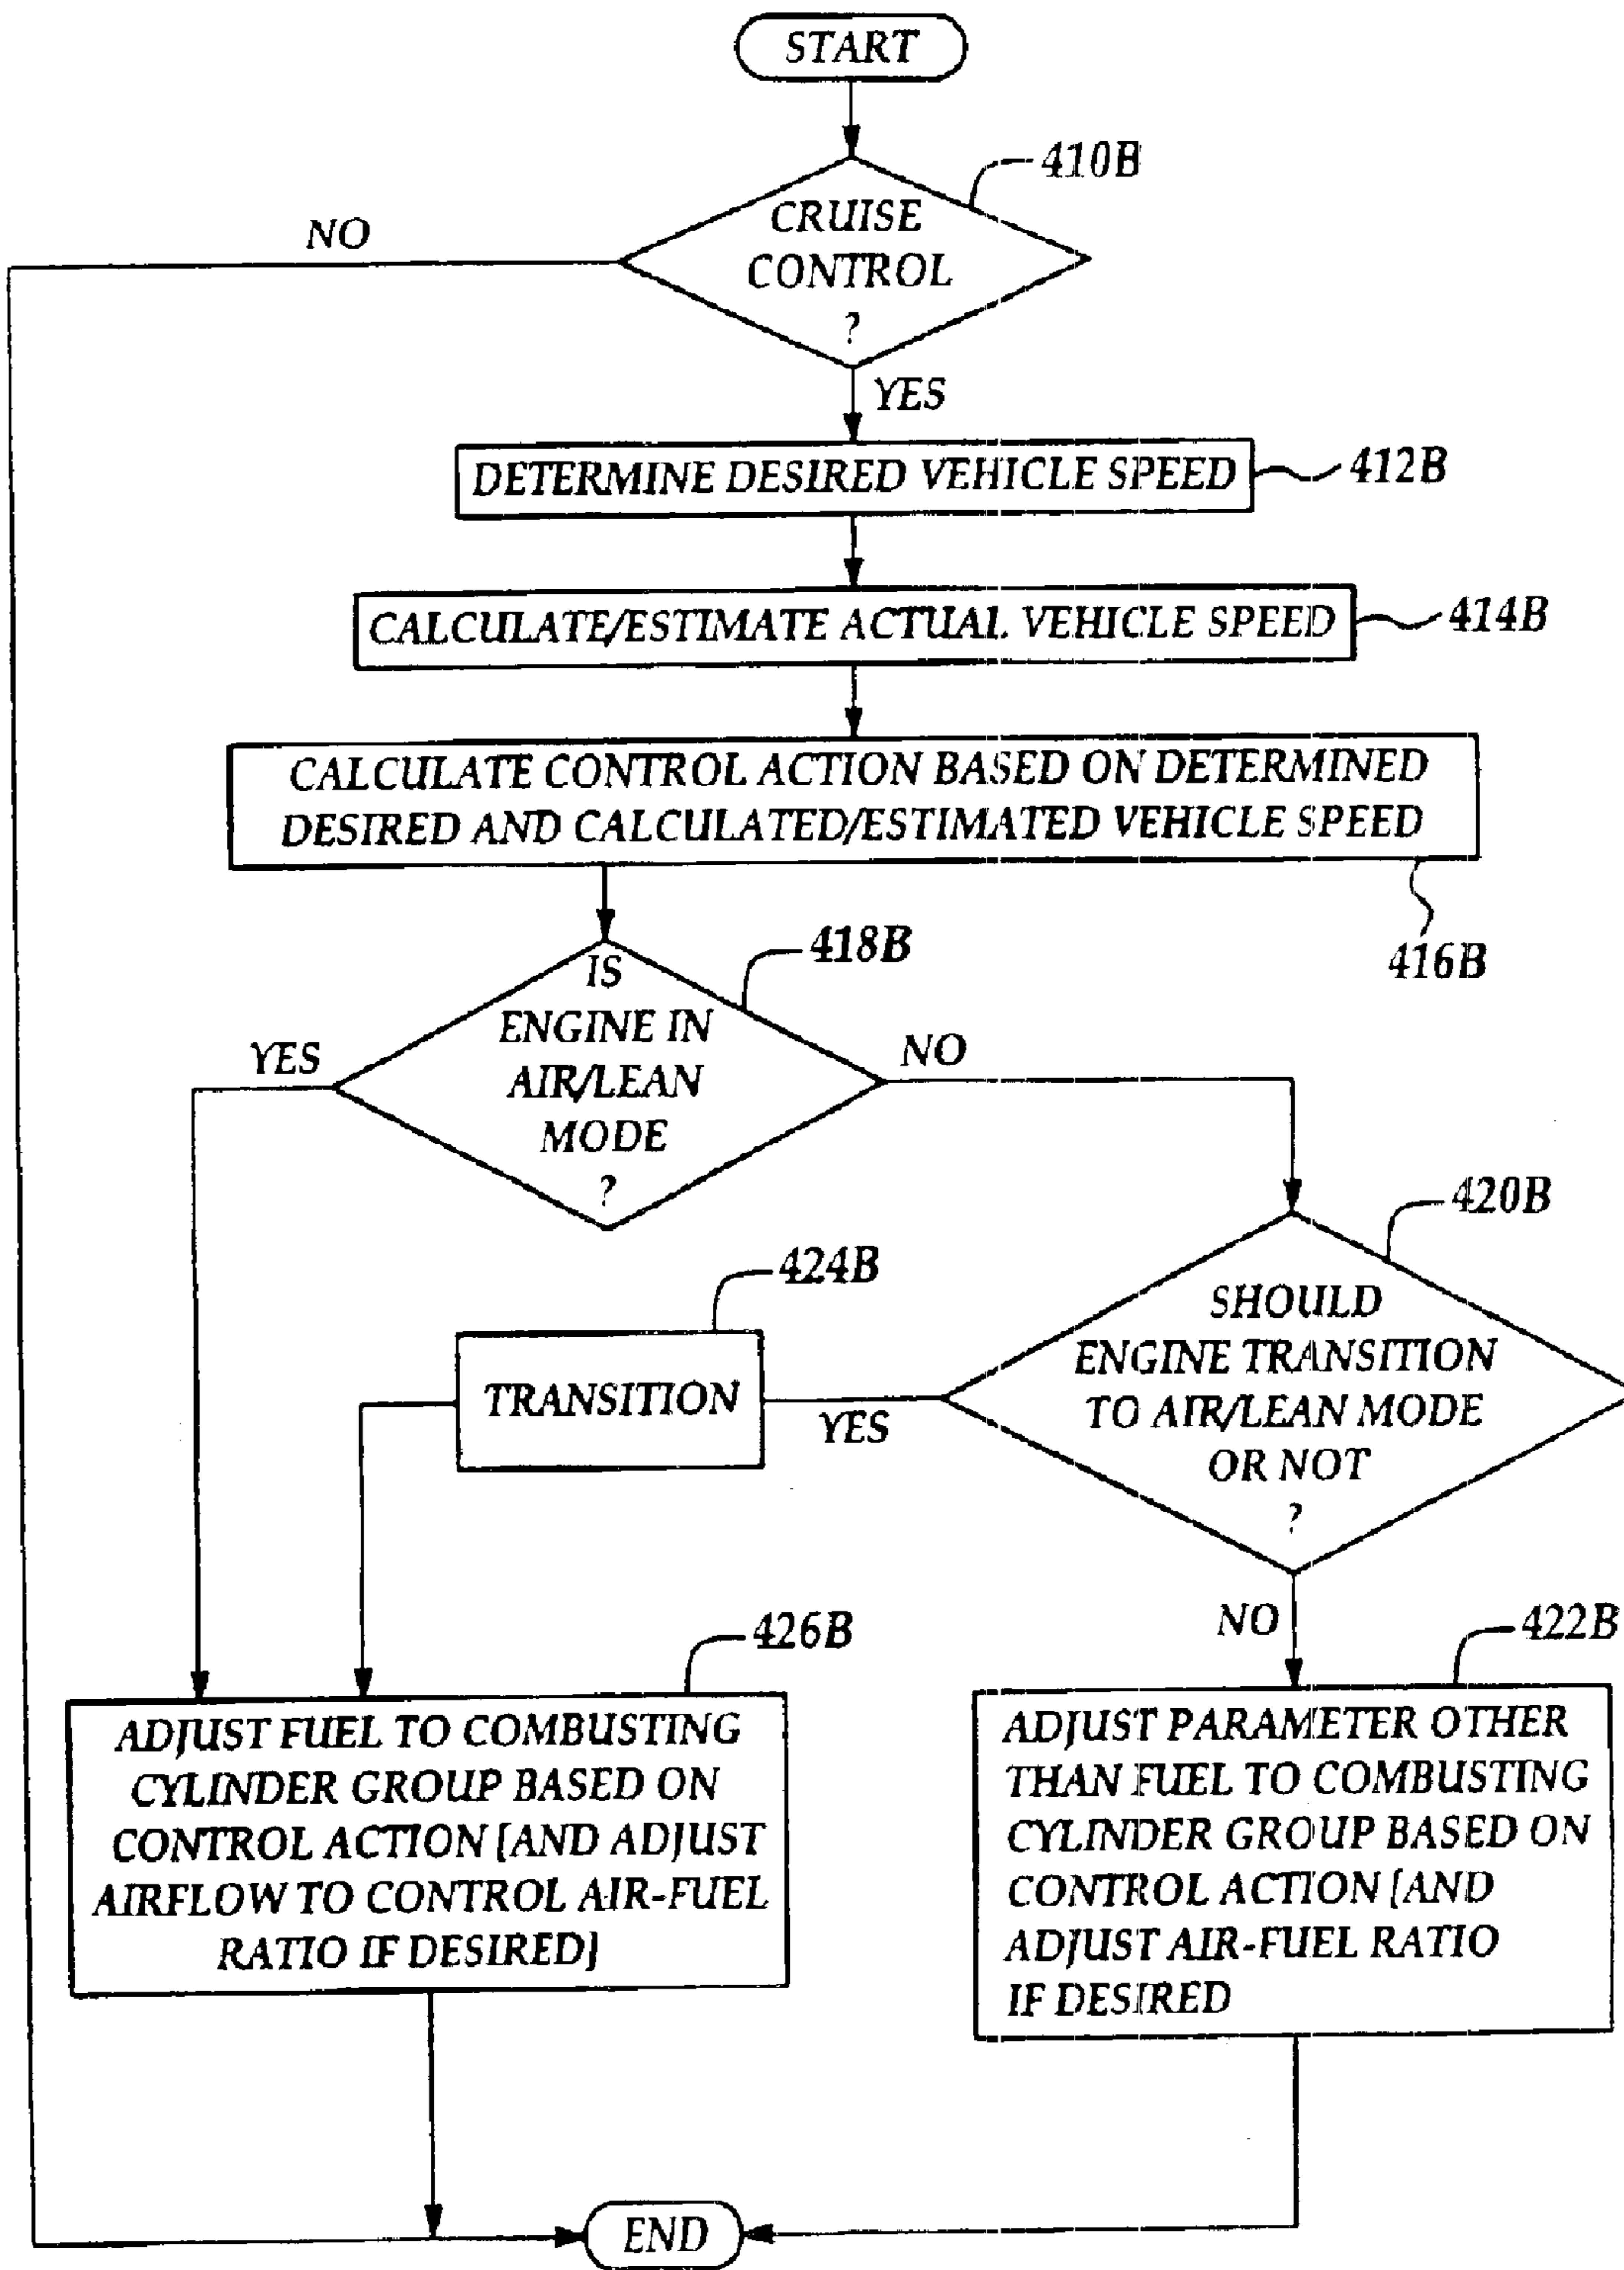 START
410B
CRUISE
CONTROL
?
NO
YES
DETERMINE DESIRED VEHICLE SPEED
412B
CALCULATE/ESTIMATE ACTUAL VEHICLE SPEED
414B
CALCULATE CONTROL ACTION BASED ON DETERMINED
DESIRED AND CALCULATED/ESTIMATED VEHICLE SPEED
416B
418B
IS
ENGINE IN
AIR/LEAN
MODE
?
YES
NO
420B
SHOULD
ENGINE TRANSITION
TO AIR/LEAN MODE
OR NOT
?
424B
TRANSITION
YES
NO
426B
ADJUST FUEL TO COMBUSTING
CYLINDER GROUP BASED ON
CONTROL ACTION [AND ADJUST
AIRFLOW TO CONTROL AIR-FUEL
RATIO IF DESIRED]
422B
ADJUST PARAMETER OTHER
THAN FUEL TO COMBUSTING
CYLINDER GROUP BASED ON
CONTROL ACTION [AND
ADJUST AIR-FUEL RATIO
IF DESIRED
END